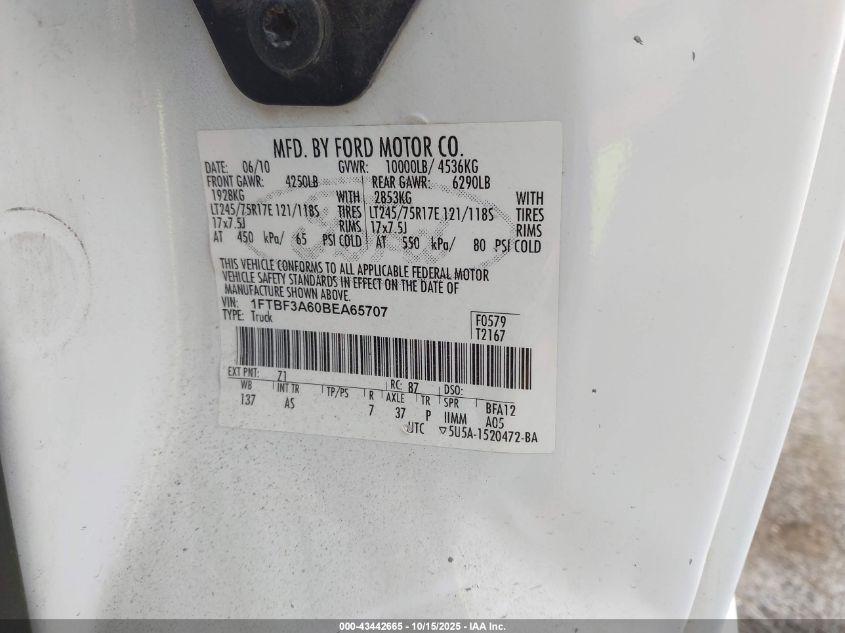 MFD. BY FORD MOTOR CO.
DATE: 06/10 GVWR: 10000LB/ 4536KG
FRONT GAWR: 4250LB REAR GAWR: 6290LB
1928KG WITH 2853KG WITH
LT245/75R17E 121/118S TIRES LT245/75R17E 121/118S TIRES
17x7.5J RIMS 17x7.5J RIMS
AT 450 kPa/ 65 PSI COLD AT 550 kPa/ 80 PSI COLD
THIS VEHICLE CONFORMS TO ALL APPLICABLE FEDERAL MOTOR
VEHICLE SAFETY STANDARDS IN EFFECT ON THE DATE OF
MANUFACTURE SHOWN ABOVE.
VIN: 1FTBF3A60BEA65707
TYPE: Truck
F0579
T2167
EXT PNT: Z1 RC: 87 DSO:
WB INT TR TP/PS R AXLE TR SPR BFA12
137 AS 7 37 P IIMM A05
UTC ▽5U5A-1520472-BA
000-43442665 - 10/15/2025 - IAA Inc.